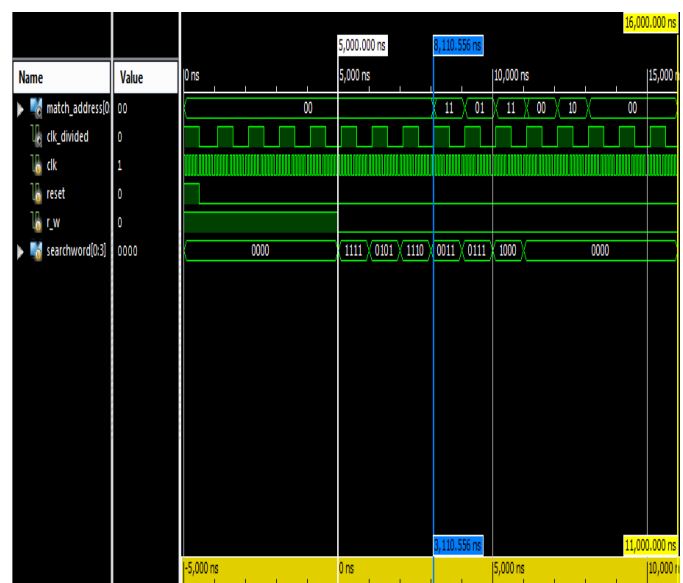 16,000.000 ns
5,000.000 ns 8,110.556 ns
Name Value 0 ns 5,000 ns 10,000 ns 15,000 n
match_address[0: 00 00 11 01 11 00 10 00
clk_divided 0
clk 1
reset 0
r_w 0
searchword[0:3] 0000 0000 1111 0101 1110 0011 0111 1000 0000
3,110.556 ns 11,000.000 ns
-5,000 ns 0 ns 5,000 ns 10,000 n